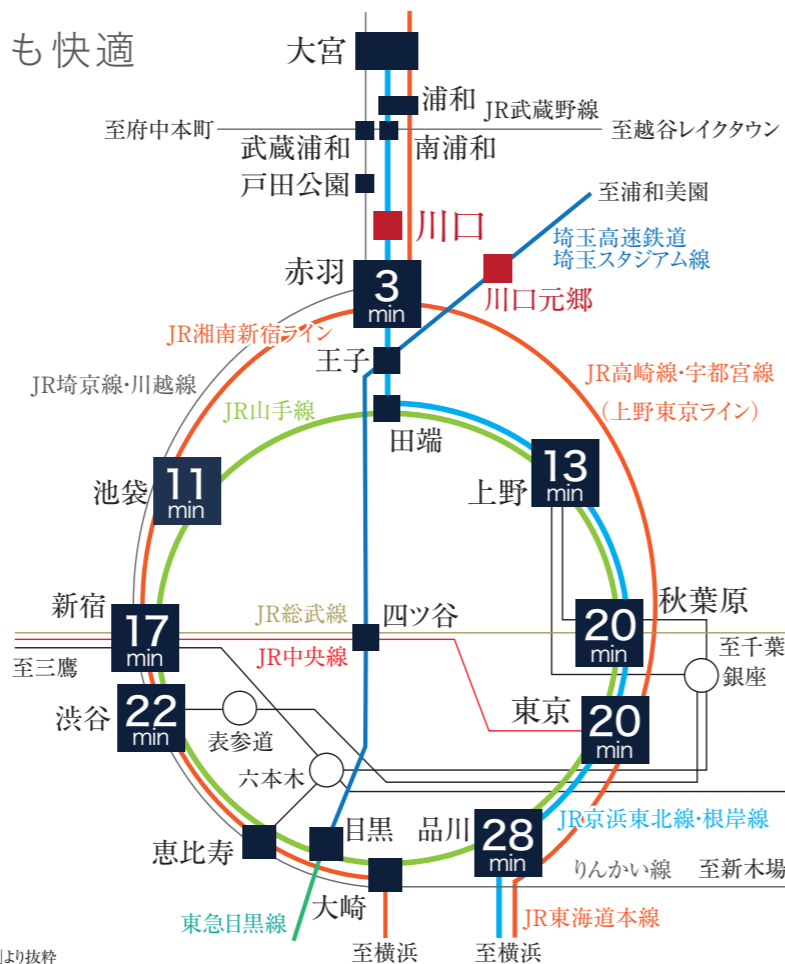 も快適
大宮
浦和
JR武蔵野線
至府中本町
至越谷レイクタウン
武蔵浦和
南浦和
戸田公園
至浦和美園
川口
埼玉高速鉄道
埼玉スタジアム線
赤羽
3
min
川口元郷
JR湘南新宿ライン
王子
JR埼京線・川越線
JR高崎線・宇都宮線
（上野東京ライン）
JR山手線
田端
池袋
11
min
上野
13
min
新宿
17
min
JR総武線
四ツ谷
秋葉原
20
min
至三鷹
JR中央線
至千葉
銀座
渋谷
22
min
表参道
東京
20
min
六本木
恵比寿
目黒
品川
28
min
JR京浜東北線・根岸線
大崎
りんかい線
至新木場
東急目黒線
JR東海道本線
至横浜
至横浜
より抜粋